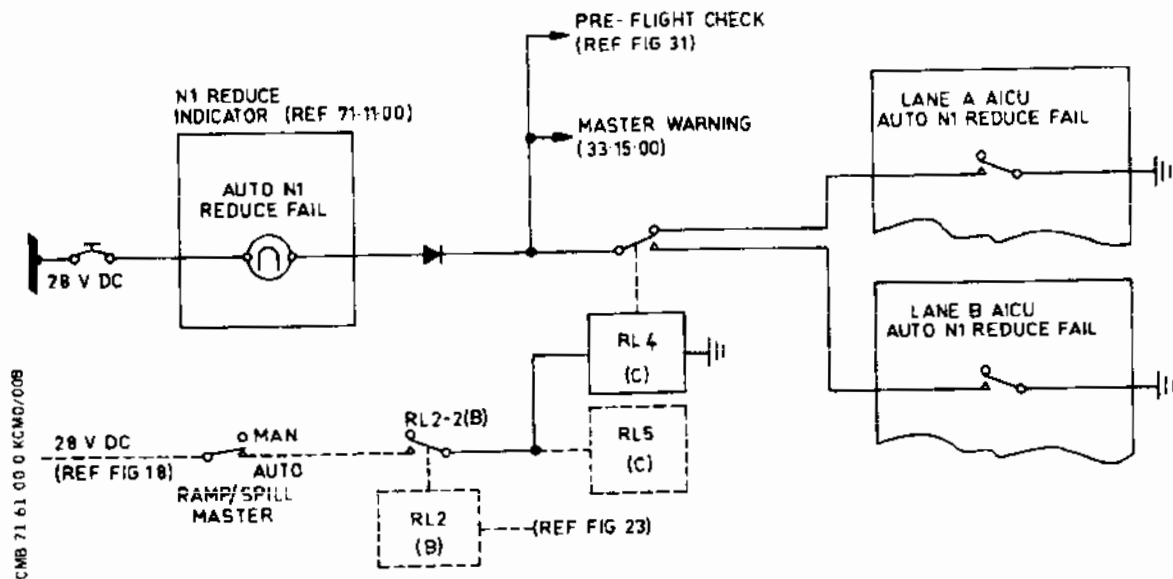 PRE-FLIGHT CHECK
(REF FIG 31)
N1 REDUCE
INDICATOR (REF 71-11-00)
MASTER WARNING
(33-15-00)
LANE A AICU
AUTO N1 REDUCE FAIL
AUTO N1
REDUCE FAIL
28 V DC
LANE B AICU
AUTO N1 REDUCE FAIL
RL4
(C)
RL2-2(B)
RL5
(C)
28 V DC
(REF FIG 18)
MAN
AUTO
RAMP/SPILL
MASTER
RL2
(B)
(REF FIG 23)
CMB 71 61 00 0 KCM0/008